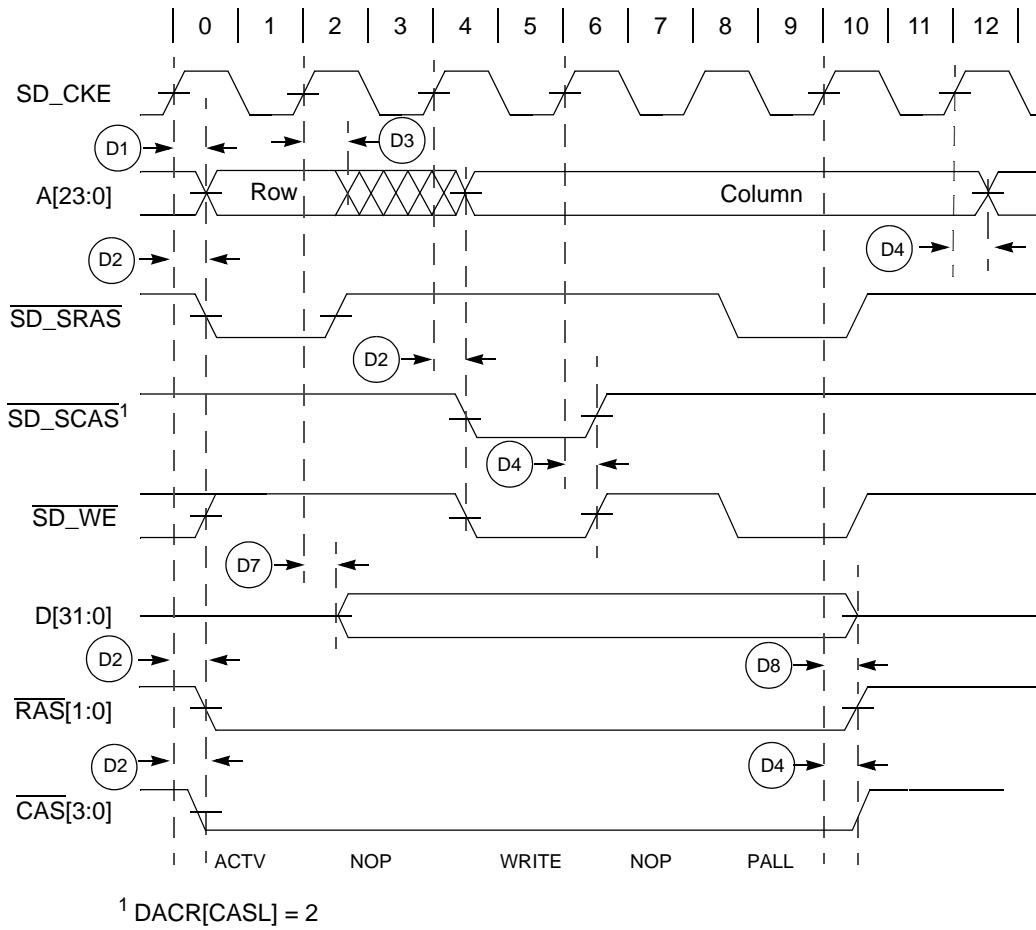 0 1 2 3 4 5 6 7 8 9 10 11 12
SD_CKE
D1
D3
A[23:0]
Row
Column
D2
D4
SD_SRAS
D2
SD_SCAS1
D4
SD_WE
D7
D[31:0]
D2
D8
RAS[1:0]
D2
D4
CAS[3:0]
ACTV NOP WRITE NOP PALL
1 DACR[CASL] = 2